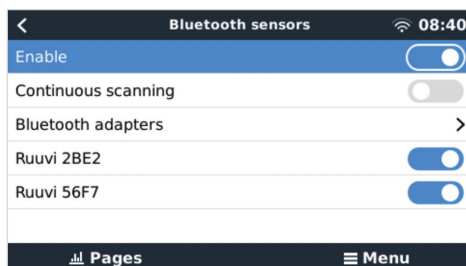 Bluetooth sensors 08:40
Enable
Continuous scanning
Bluetooth adapters
Ruuvi 2BE2
Ruuvi 56F7
Pages Menu